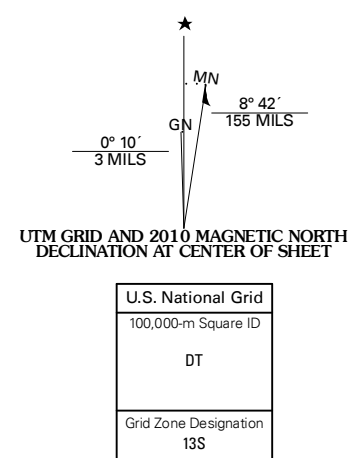 ★
MN
8° 42´
155 MILS
GN
0° 10´
3 MILS
UTM GRID AND 2010 MAGNETIC NORTH
DECLINATION AT CENTER OF SHEET
U.S. National Grid
100,000-m Square ID
DT
Grid Zone Designation
13S